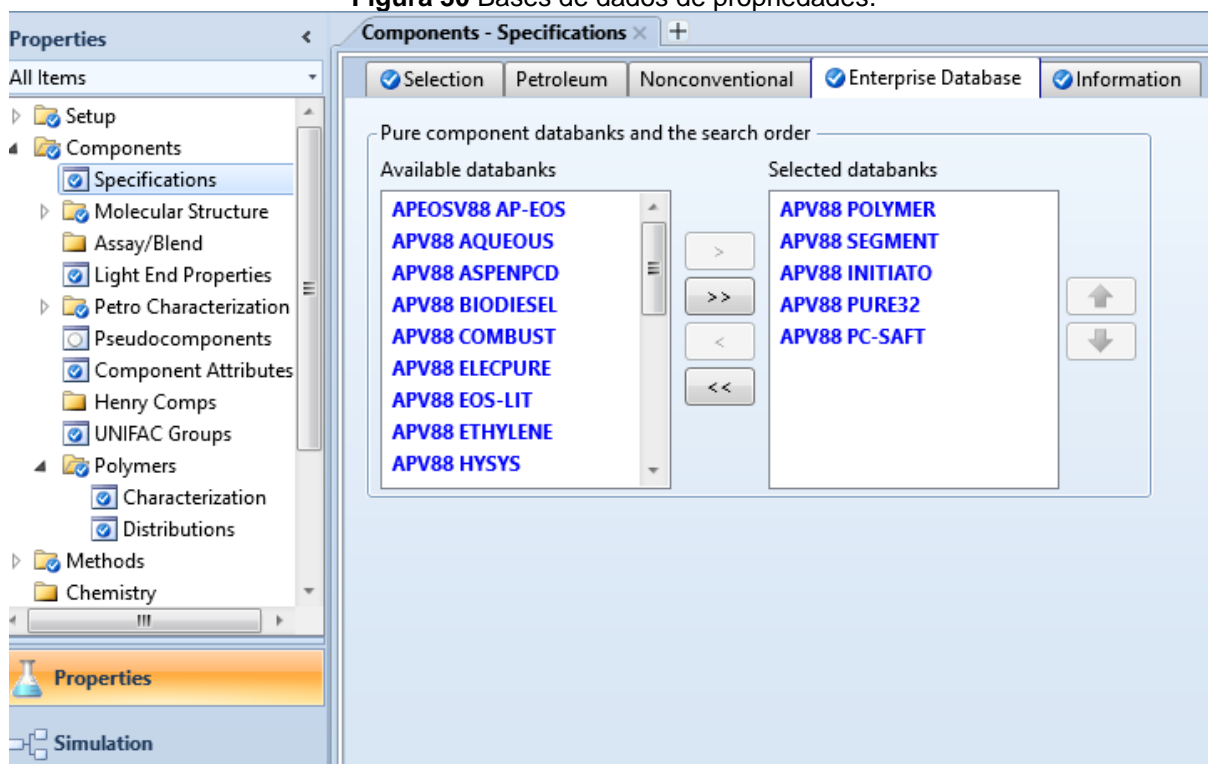 Figura 30 Bases de dados de propriedades.
Properties
All Items
Setup
Components
Specifications
Molecular Structure
Assay/Blend
Light End Properties
Petro Characterization
Pseudocomponents
Component Attributes
Henry Comps
UNIFAC Groups
Polymers
Characterization
Distributions
Methods
Chemistry
Properties
Simulation
Components - Specifications
Selection Petroleum Nonconventional Enterprise Database Information
Pure component databanks and the search order
Available databanks Selected databanks
APEOSV88 AP-EOS
APV88 AQUEOUS
APV88 ASPENPCD
APV88 BIODIESEL
APV88 COMBUST
APV88 ELECPURE
APV88 EOS-LIT
APV88 ETHYLENE
APV88 HYSYS
>
>>
<
<<
APV88 POLYMER
APV88 SEGMENT
APV88 INITIATO
APV88 PURE32
APV88 PC-SAFT